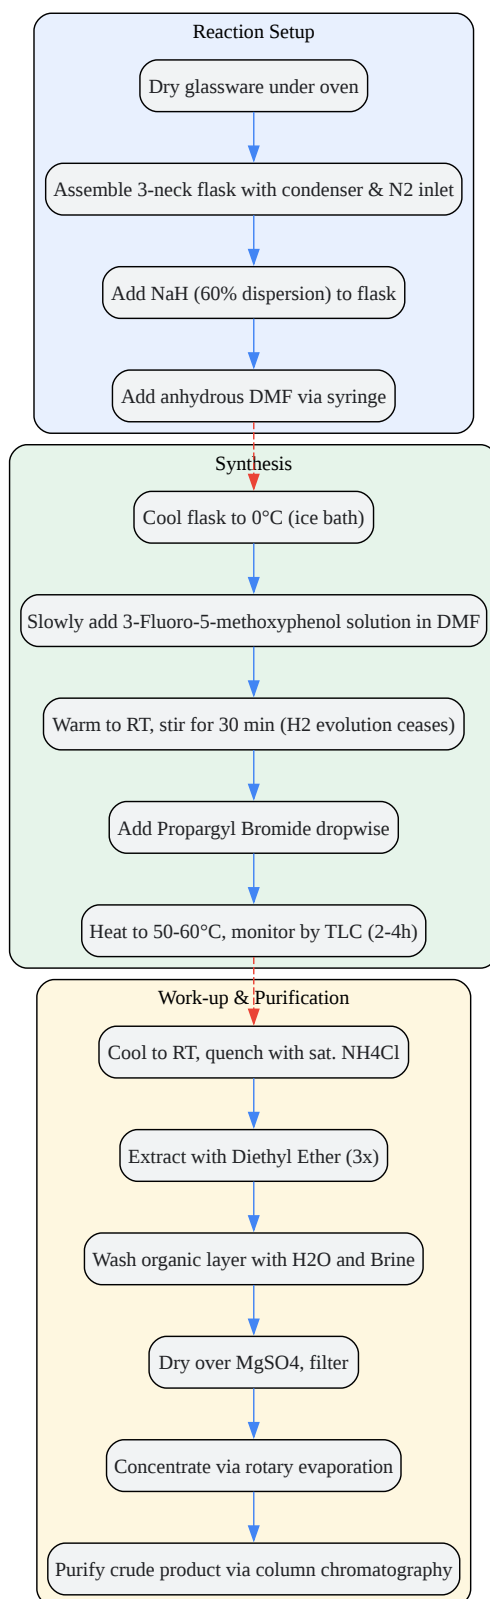 Reaction Setup
Dry glassware under oven
Assemble 3-neck flask with condenser & N2 inlet
Add NaH (60% dispersion) to flask
Add anhydrous DMF via syringe
Synthesis
Cool flask to 0°C (ice bath)
Slowly add 3-Fluoro-5-methoxyphenol solution in DMF
Warm to RT, stir for 30 min (H2 evolution ceases)
Add Propargyl Bromide dropwise
Heat to 50-60°C, monitor by TLC (2-4h)
Work-up & Purification
Cool to RT, quench with sat. NH4Cl
Extract with Diethyl Ether (3x)
Wash organic layer with H2O and Brine
Dry over MgSO4, filter
Concentrate via rotary evaporation
Purify crude product via column chromatography